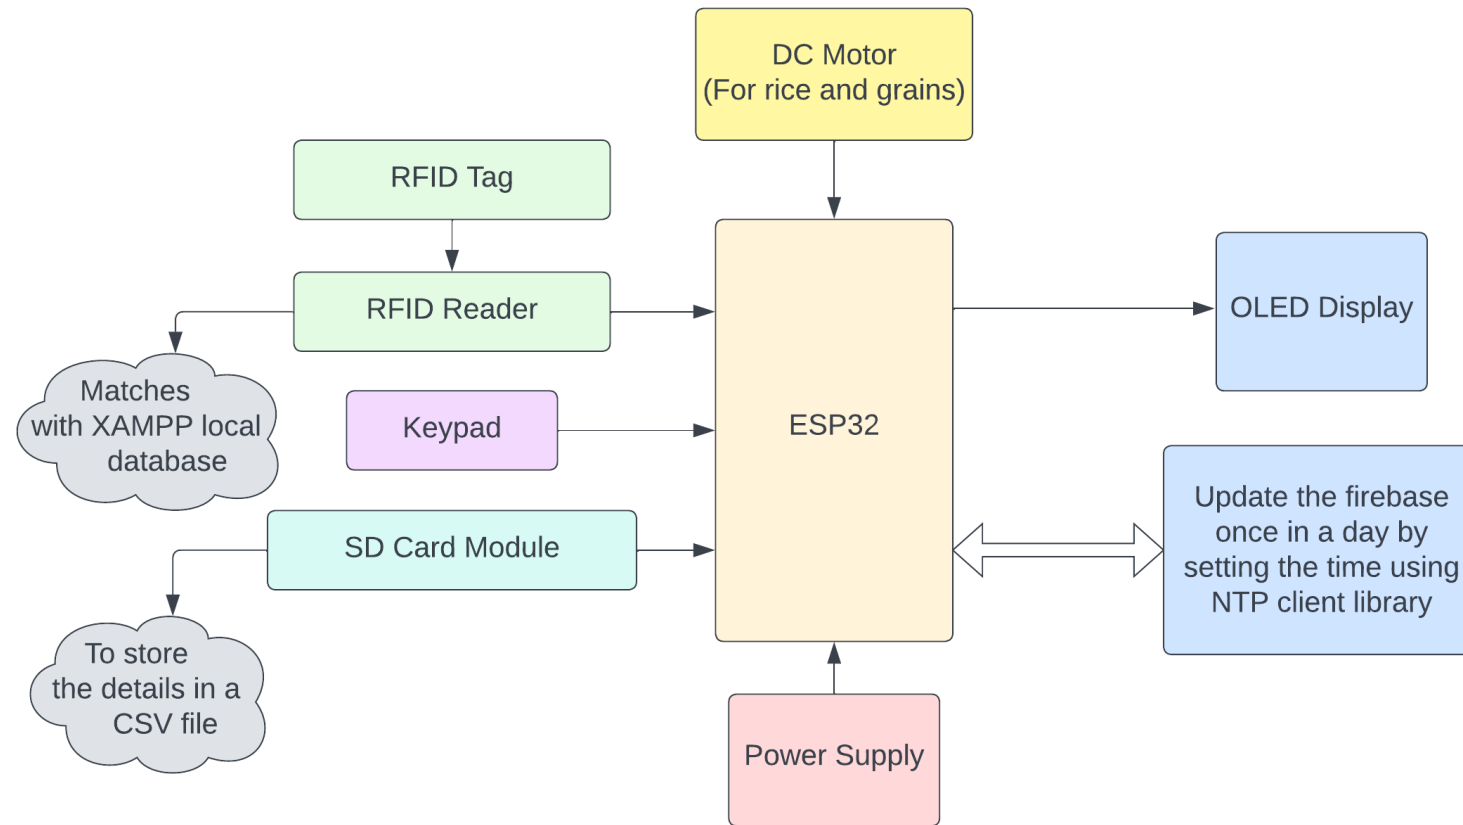 DC Motor
(For rice and grains)
RFID Tag
RFID Reader
OLED Display
Matches
with XAMPP local
database
Keypad
ESP32
SD Card Module
Update the firebase
once in a day by
setting the time using
NTP client library
To store
the details in a
CSV file
Power Supply